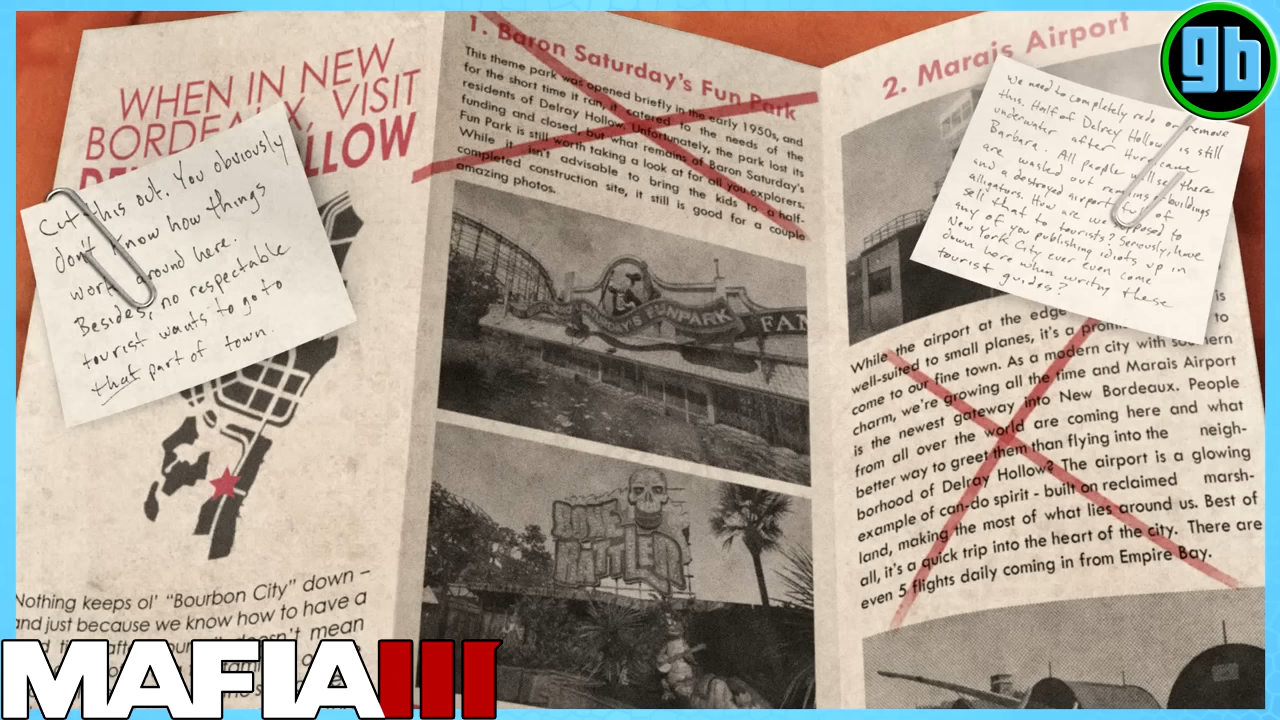 WHEN IN NEW
BORDEAUX, VISIT
LLOW
Cut this out. You obviously
don't know how things
work around here.
Besides, no respectable
tourist wants to go to
that part of town.
Nothing keeps ol' “Bourbon City” down –
and just because we know how to have a
doesn't mean
MAFIA III
1. Baron Saturday's Fun Park
This theme park was opened briefly in the early 1950s, and
for the short time it ran, it catered to the needs of the
residents of Delray Hollow. Unfortunately, the park lost its
funding and closed, but what remains of Baron Saturday's
Fun Park is still worth taking a look at for all you explorers.
While it isn't advisable to bring the kids to a half-
completed construction site, it still is good for a couple
amazing photos.
SATURDAY'S FUNPARK
FAN
BONE
RATTLER
2. Marais Airport
We need to completely redo or remove
this. Half of Delrey Hollow is still
underwater after Hurricane
Barbara. All people will see there
are washed out remains of buildings
and a destroyed airport full of
alligators. How are we supposed to
sell that to tourists? Seriously, have
any of you publishing idiots up in
New York City ever even come
down here when writing these
tourist guides?
While the airport at the edge is
well-suited to small planes, it's a to
come to our fine town. As a modern city with southern
charm, we're growing all the time and Marais Airport
is the newest gateway into New Bordeaux. People
from all over the world are coming here and what
better way to greet them than flying into the neigh-
borhood of Delray Hollow? The airport is a glowing
example of can-do spirit - built on reclaimed marsh-
land, making the most of what lies around us. Best of
all, it's a quick trip into the heart of the city. There are
even 5 flights daily coming in from Empire Bay.
gb